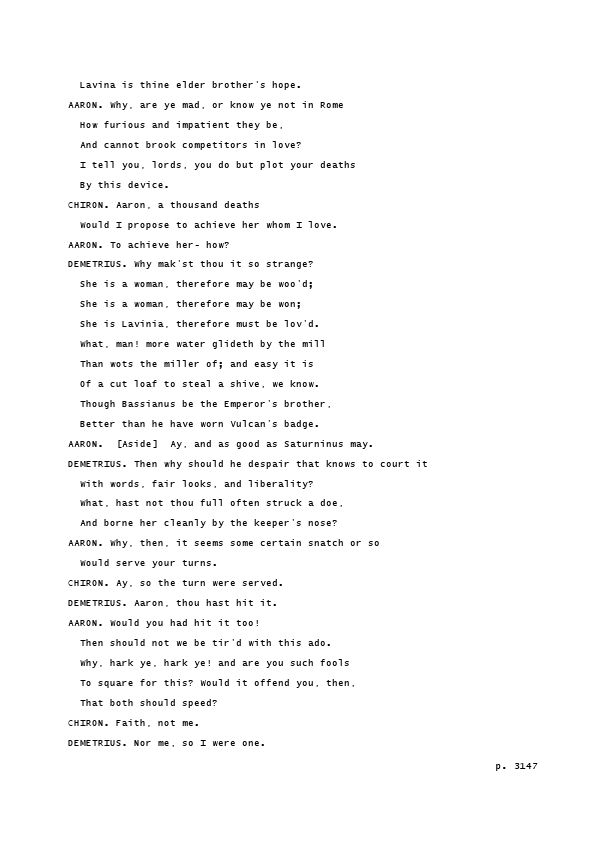 Lavina is thine elder brother's hope.
AARON. Why, are ye mad, or know ye not in Rome
How furious and impatient they be,
And cannot brook competitors in love?
I tell you, lords, you do but plot your deaths
By this device.
CHIRON. Aaron, a thousand deaths
Would I propose to achieve her whom I love.
AARON. To achieve her- how?
DEMETRIUS. Why mak'st thou it so strange?
She is a woman, therefore may be woo'd;
She is a woman, therefore may be won;
She is Lavinia, therefore must be lov'd.
What, man! more water glideth by the mill
Than wots the miller of; and easy it is
Of a cut loaf to steal a shive, we know.
Though Bassianus be the Emperor's brother,
Better than he have worn Vulcan's badge.
AARON.  [Aside]  Ay, and as good as Saturninus may.
DEMETRIUS. Then why should he despair that knows to court it
With words, fair looks, and liberality?
What, hast not thou full often struck a doe,
And borne her cleanly by the keeper's nose?
AARON. Why, then, it seems some certain snatch or so
Would serve your turns.
CHIRON. Ay, so the turn were served.
DEMETRIUS. Aaron, thou hast hit it.
AARON. Would you had hit it too!
Then should not we be tir'd with this ado.
Why, hark ye, hark ye! and are you such fools
To square for this? Would it offend you, then,
That both should speed?
CHIRON. Faith, not me.
DEMETRIUS. Nor me, so I were one.
p. 3147